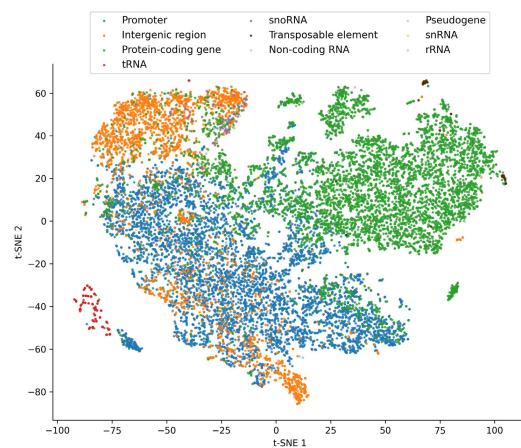 Promoter
Intergenic region
Protein-coding gene
tRNA
snoRNA
Transposable element
Non-coding RNA
Pseudogene
snRNA
rRNA
60
40
20
0
−20
−40
−60
−80
t-SNE 2
−100 −75 −50 −25 0 25 50 75 100
t-SNE 1